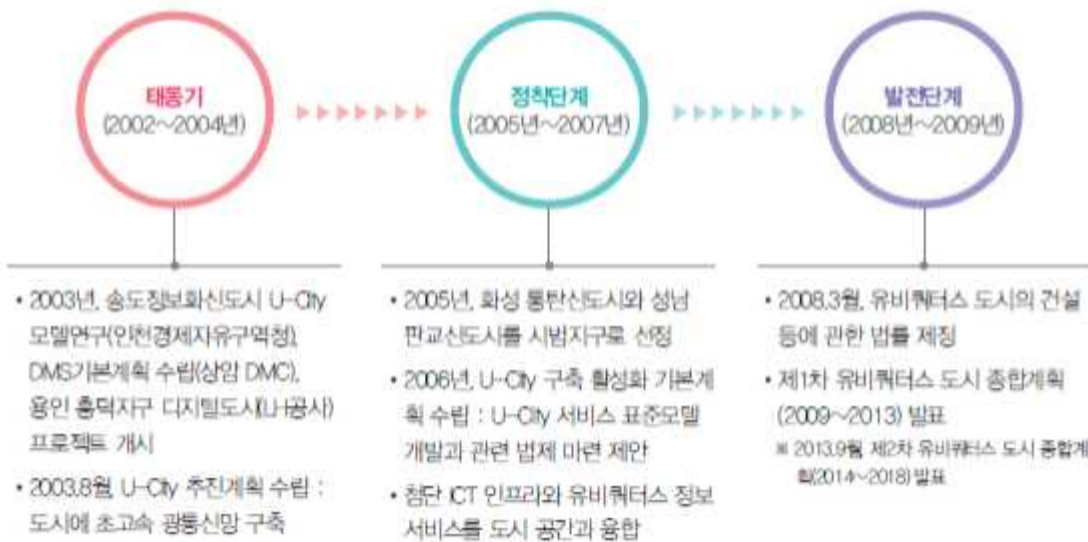 태동기
(2002~2004년)
정착단계
(2005년~2007년)
발전단계
(2008년~2009년)
• 2003년, 송도정보화신도시 U-City
모델연구(인천경제자유구역청),
DMS기본계획 수립(상암 DMC),
용인 흥덕지구 디지털도시(LH공사)
프로젝트 개시
• 2003.8월, U-City 추진계획 수립 :
도시에 초고속 광통신망 구축
• 2005년, 화성 동탄신도시와 성남
판교신도시를 시범지구로 선정
• 2006년, U-City 구축 활성화 기본계
획 수립 : U-City 서비스 표준모델
개발과 관련 법제 마련 제안
• 첨단 ICT 인프라와 유비쿼터스 정보
서비스를 도시 공간과 융합
• 2008.3월, 유비쿼터스 도시의 건설
등에 관한 법률 제정
• 제1차 유비쿼터스 도시 종합계획
(2009~2013) 발표
※ 2013.9월, 제2차 유비쿼터스 도시 종합계
획(2014~2018) 발표